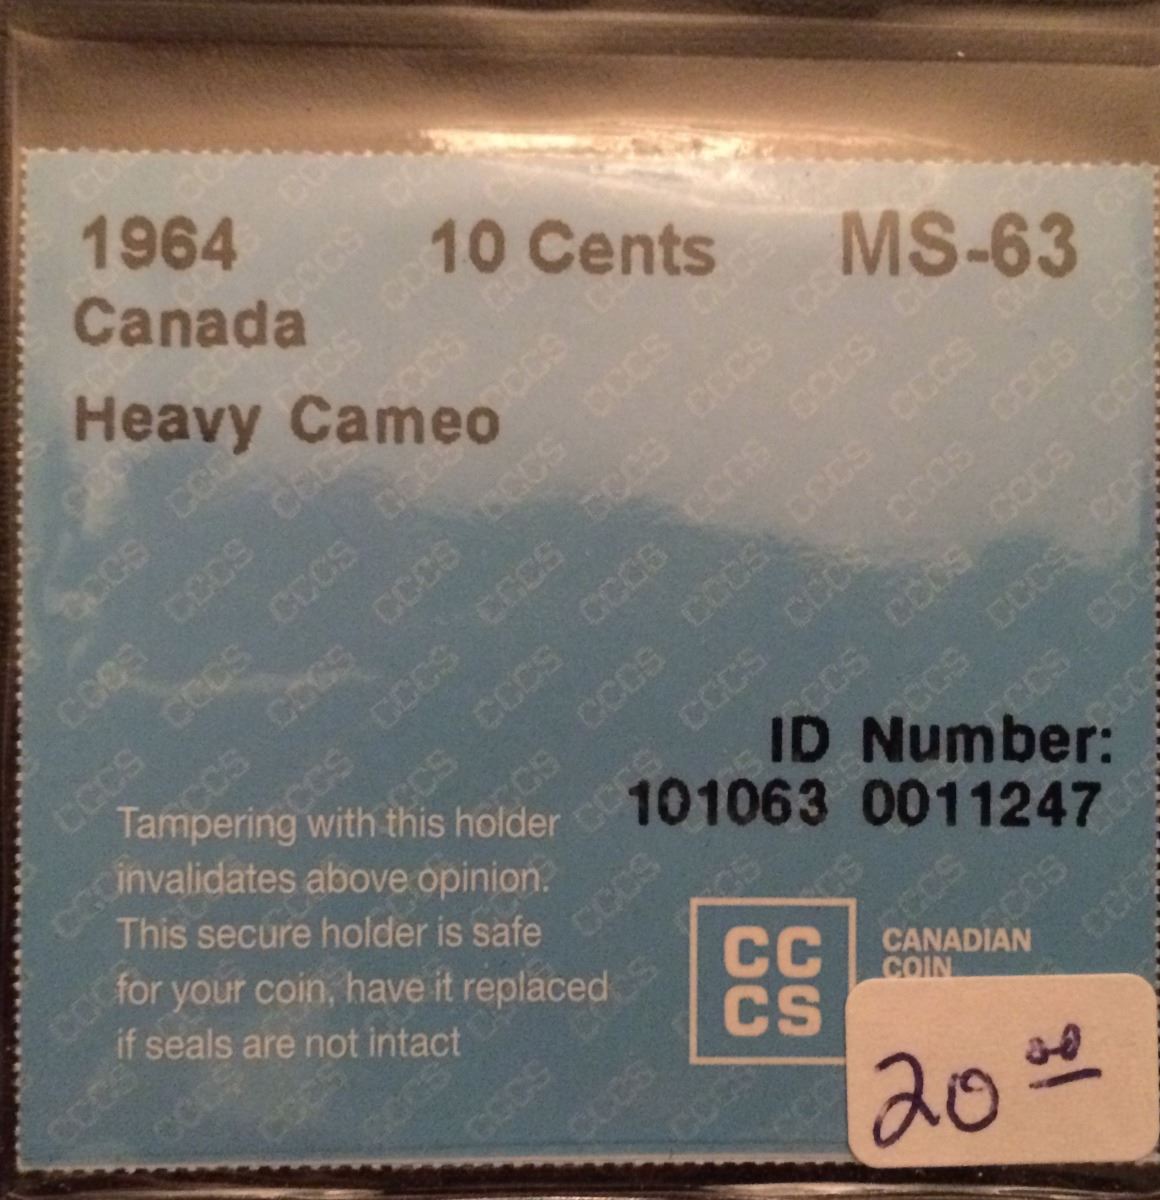 1964 10 Cents MS-63
Canada
Heavy Cameo
ID Number:
101063 0011247
Tampering with this holder
invalidates above opinion.
This secure holder is safe
for your coin, have it replaced
if seals are not intact
CC
CS
CANADIAN
COIN
20 00